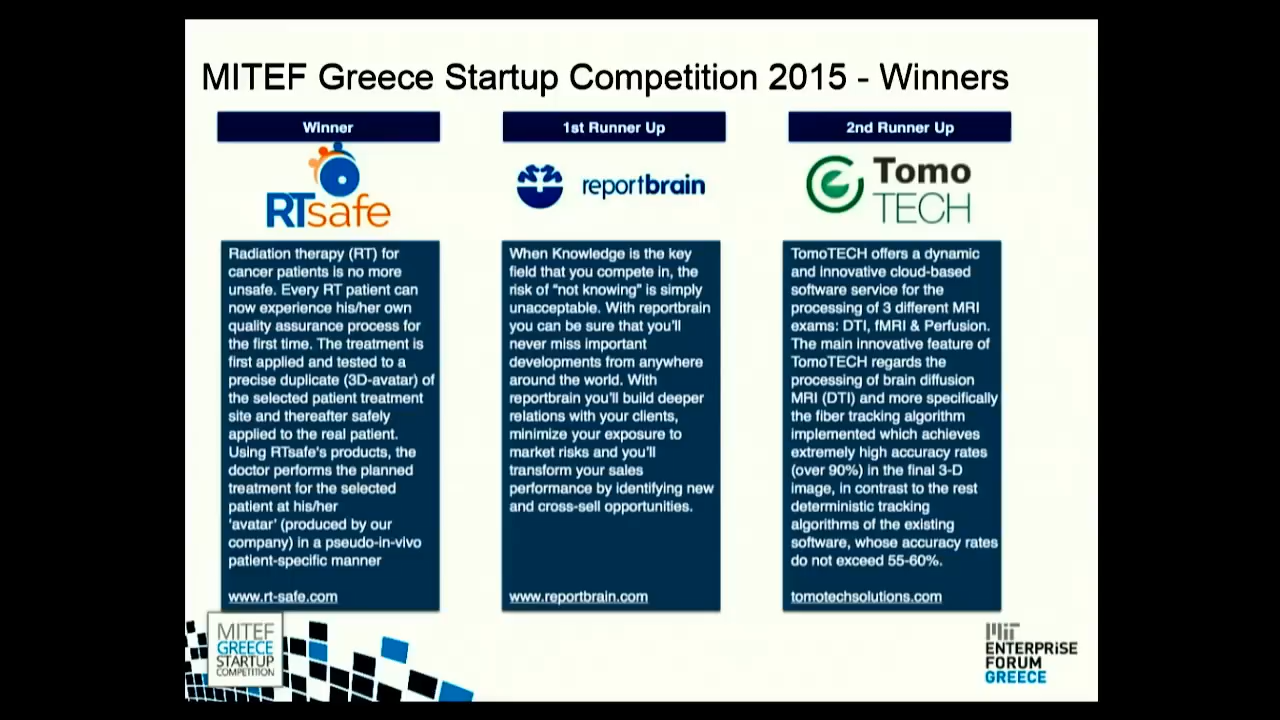 MITEF Greece Startup Competition 2015 - Winners
Winner
RTsafe
Radiation therapy (RT) for
cancer patients is no more
unsafe. Every RT patient can
now experience his/her own
quality assurance process for
the first time. The treatment is
first applied and tested to a
precise duplicate (3D-avatar) of
the selected patient treatment
site and thereafter safely
applied to the real patient.
Using RTsafe's products, the
doctor performs the planned
treatment for the selected
patient at his/her
'avatar' (produced by our
company) in a pseudo-in-vivo
patient-specific manner
www.rt-safe.com
1st Runner Up
reportbrain
When Knowledge is the key
field that you compete in, the
risk of "not knowing" is simply
unacceptable. With reportbrain
you can be sure that you'll
never miss important
developments from anywhere
around the world. With
reportbrain you'll build deeper
relations with your clients,
minimize your exposure to
market risks and you'll
transform your sales
performance by identifying new
and cross-sell opportunities.
www.reportbrain.com
2nd Runner Up
Tomo
TECH
TomoTECH offers a dynamic
and innovative cloud-based
software service for the
processing of 3 different MRI
exams: DTI, fMRI & Perfusion.
The main innovative feature of
TomoTECH regards the
processing of brain diffusion
MRI (DTI) and more specifically
the fiber tracking algorithm
implemented which achieves
extremely high accuracy rates
(over 90%) in the final 3-D
image, in contrast to the rest
deterministic tracking
algorithms of the existing
software, whose accuracy rates
do not exceed 55-60%.
tomotechsolutions.com
MITEF
GREECE
STARTUP
COMPETITION
MIT
ENTERPRISE
FORUM
GREECE